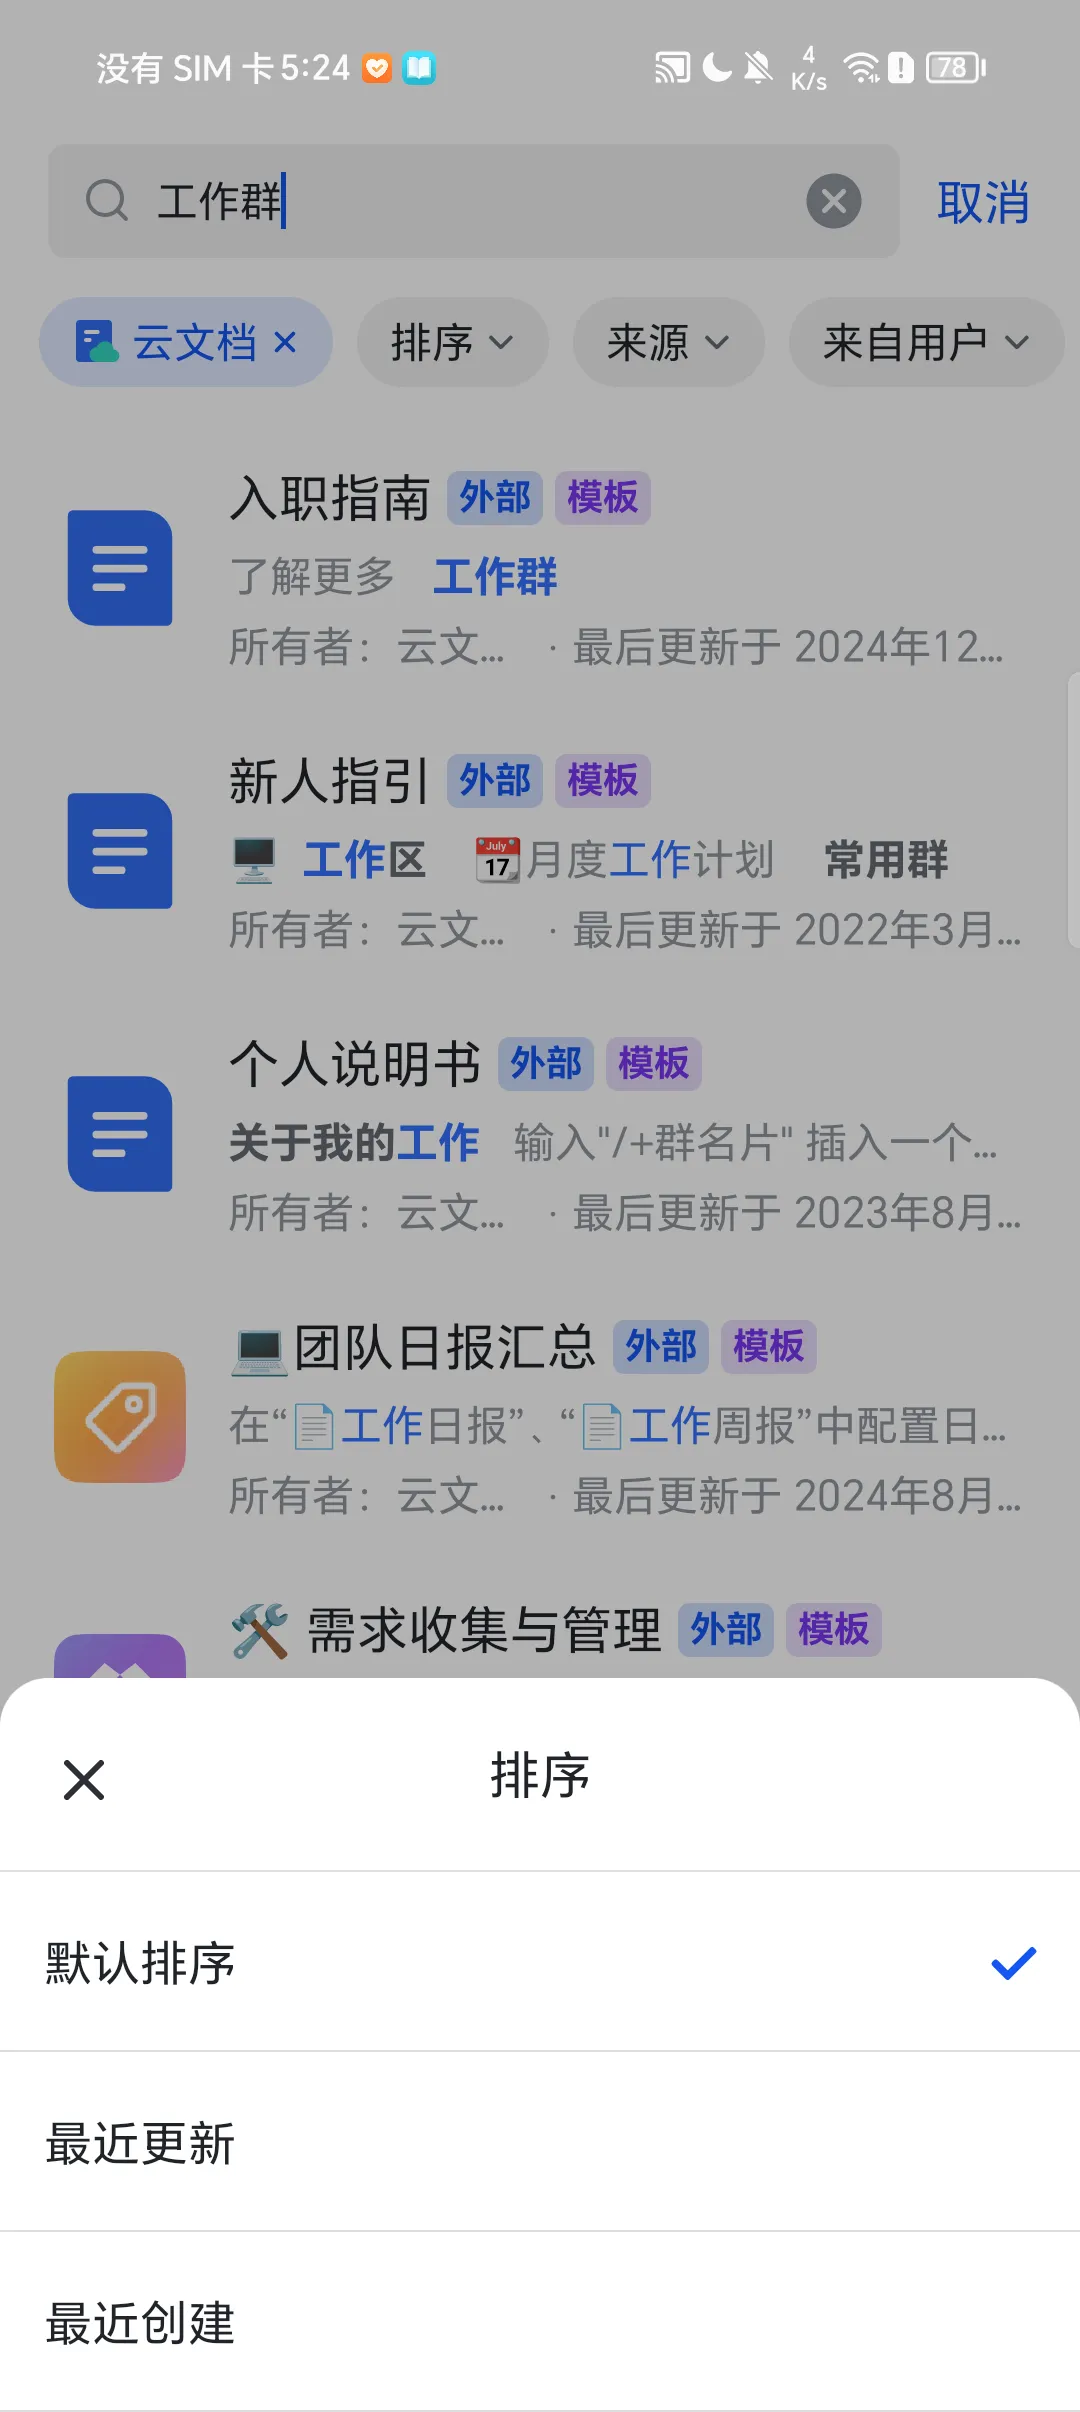 没有 SIM 卡 5:24 4 K/s 78
工作群 取消
云文档 排序 来源 来自用户
入职指南 外部 模板
了解更多 工作群
所有者：云文... · 最后更新于 2024年12...
新人指引 外部 模板
工作区 July 17 月度工作计划 常用群
所有者：云文... · 最后更新于 2022年3月...
个人说明书 外部 模板
关于我的工作 输入"/+群名片" 插入一个...
所有者：云文... · 最后更新于 2023年8月...
团队日报汇总 外部 模板
在“工作日报”、“工作周报”中配置日...
所有者：云文... · 最后更新于 2024年8月...
需求收集与管理 外部 模板
排序
默认排序
最近更新
最近创建